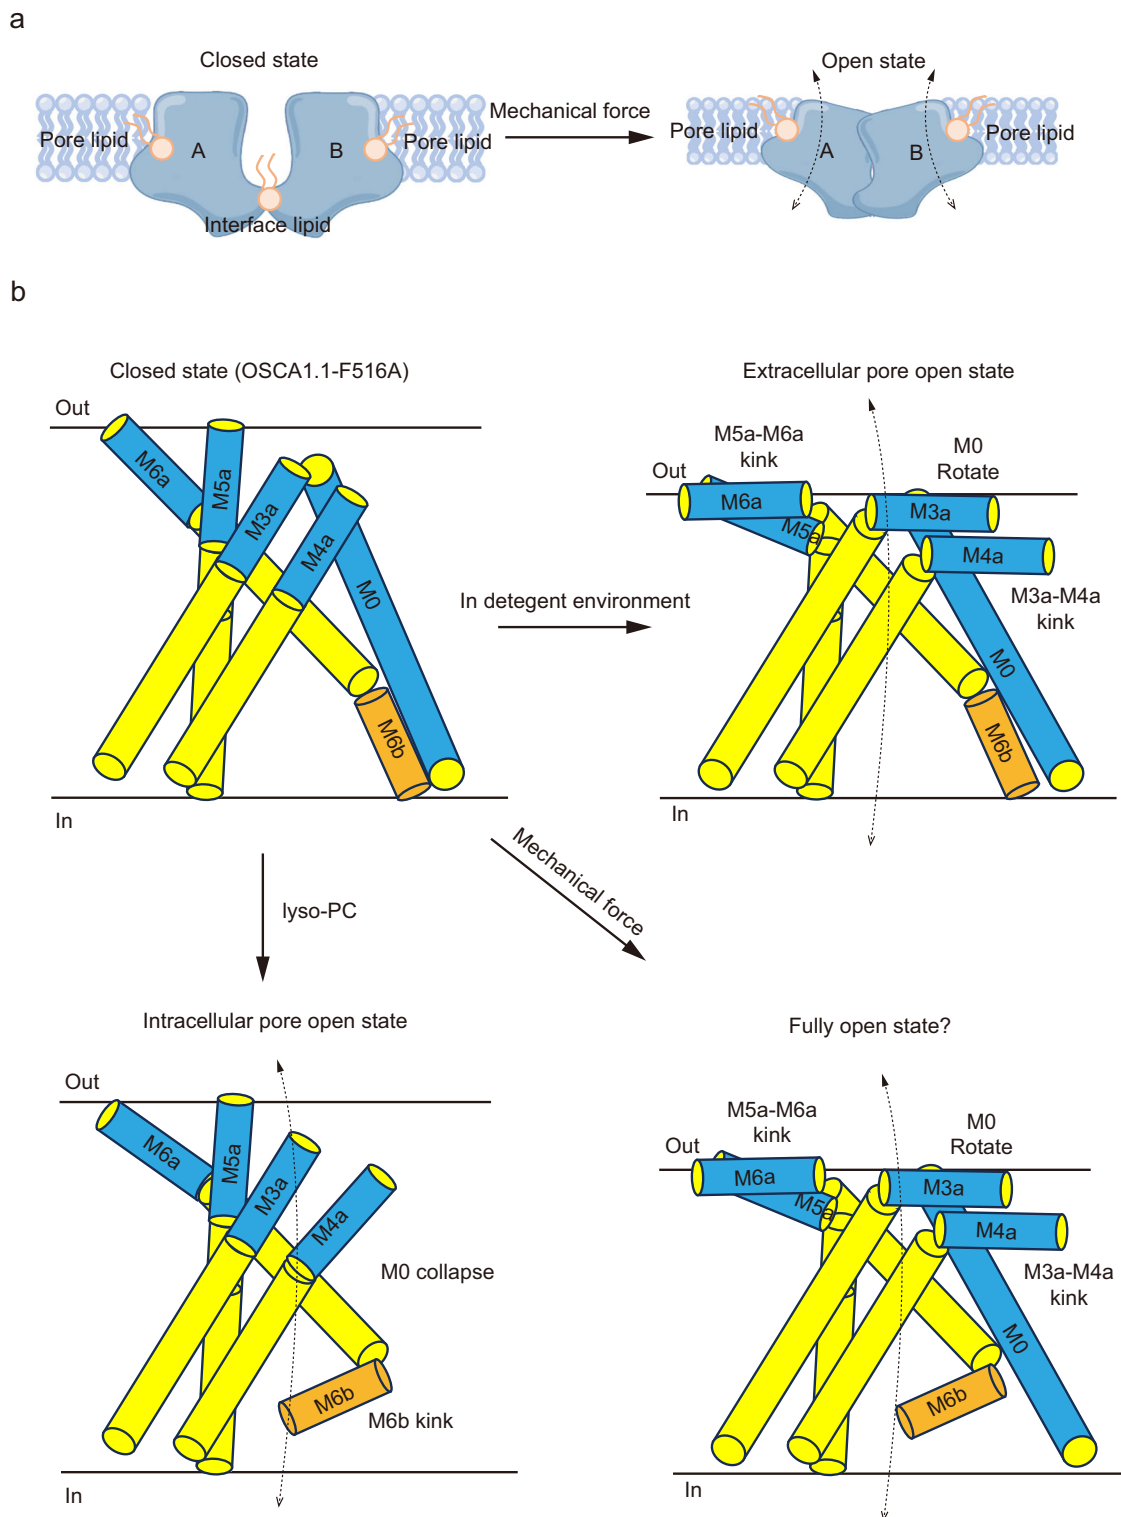 a
Closed state
Open state
Mechanical force
Pore lipid
A
B
Pore lipid
Interface lipid
Pore lipid
A
B
Pore lipid
b
Closed state (OSCA1.1-F516A)
Out
M6a
M5a
M3a
M4a
M0
M6b
In
In detegent environment
Extracellular pore open state
M5a-M6a
kink
M0
Rotate
Out
M6a
M5a
M3a
M4a
M3a-M4a
kink
M0
M6b
In
lyso-PC
Mechanical force
Intracellular pore open state
Out
M6a
M5a
M3a
M4a
M0 collapse
M6b
M6b kink
In
Fully open state?
M5a-M6a
kink
M0
Rotate
Out
M6a
M5a
M3a
M4a
M3a-M4a
kink
M0
M6b
In